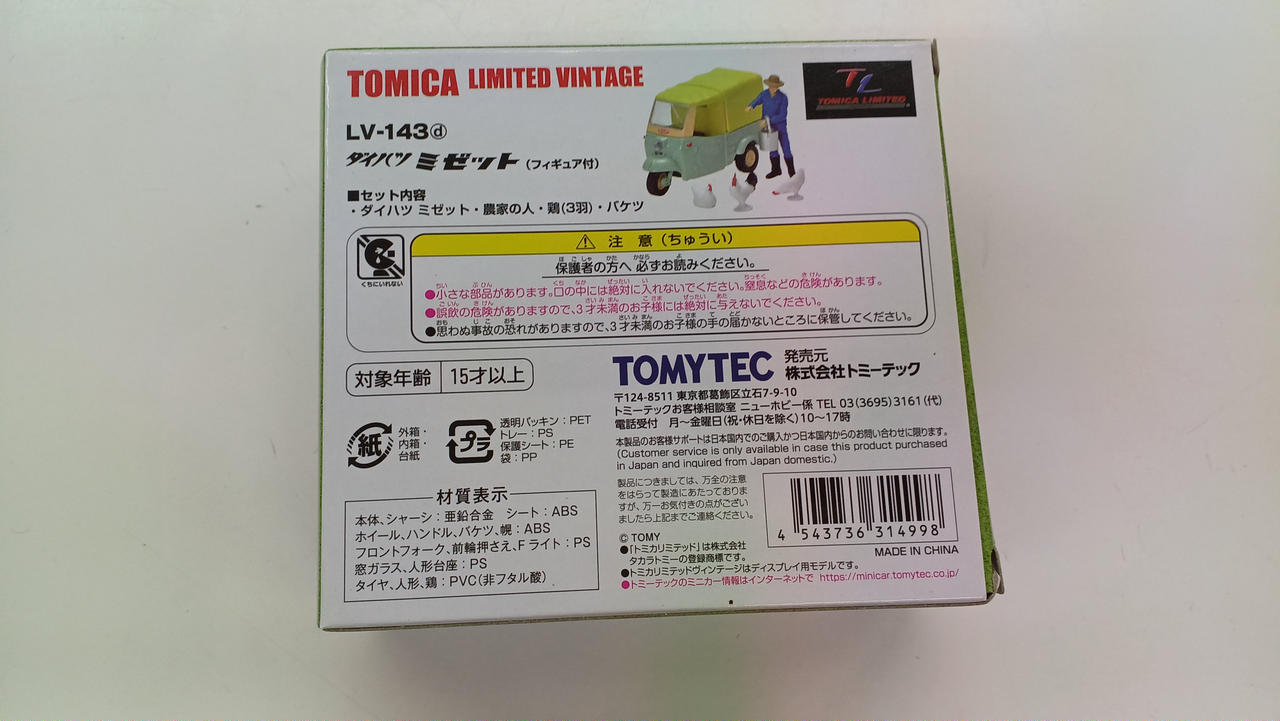 TOMICA LIMITED VINTAGE
TL
TOMICA LIMITED
LV-143ⓓ
ダイハツ ミゼット (フィギュア付)
■セット内容
・ダイハツ ミゼット・農家の人・鶏(3羽)・バケツ
くちにいれない
⚠ 注 意 (ちゅうい)
保護者の方へ 必ずお読みください。
●小さな部品があります。口の中には絶対に入れないでください。窒息などの危険があります。
●誤飲の危険がありますので、3才未満のお子様には絶対に与えないでください。
●思わぬ事故の恐れがありますので、3才未満のお子様の手の届かないところに保管してください。
対象年齢 15才以上
TOMYTEC 発売元
株式会社トミーテック
〒124-8511 東京都葛飾区立石7-9-10
トミーテックお客様相談室 ニューホビー係 TEL 03(3695)3161(代)
電話受付 月〜金曜日(祝・休日を除く)10〜17時
本製品のお客様サポートは日本国内でのご購入かつ日本国内からのお問い合わせに限ります。
(Customer service is only available in case this product purchased
in Japan and inquired from Japan domestic.)
紙
外箱・
内箱・
台紙
プラ
透明パッキン:PET
トレー:PS
保護シート:PE
袋:PP
材質表示
本体、シャーシ:亜鉛合金 シート:ABS
ホイール、ハンドル、バケツ、幌:ABS
フロントフォーク、前輪押さえ、Fライト:PS
窓ガラス、人形台座:PS
タイヤ、人形、鶏:PVC(非フタル酸)
製品につきましては、万全の注意
をはらって製造にあたっておりま
すが、万一お気付きの点がござい
ましたら上記までご連絡ください。
© TOMY
●「トミカリミテッド」は株式会社
タカラトミーの登録商標です。
●トミカリミテッドヴィンテージはディスプレイ用モデルです。
●トミーテックのミニカー情報はインターネットで https://minicar.tomytec.co.jp/
4 543736 314998
MADE IN CHINA